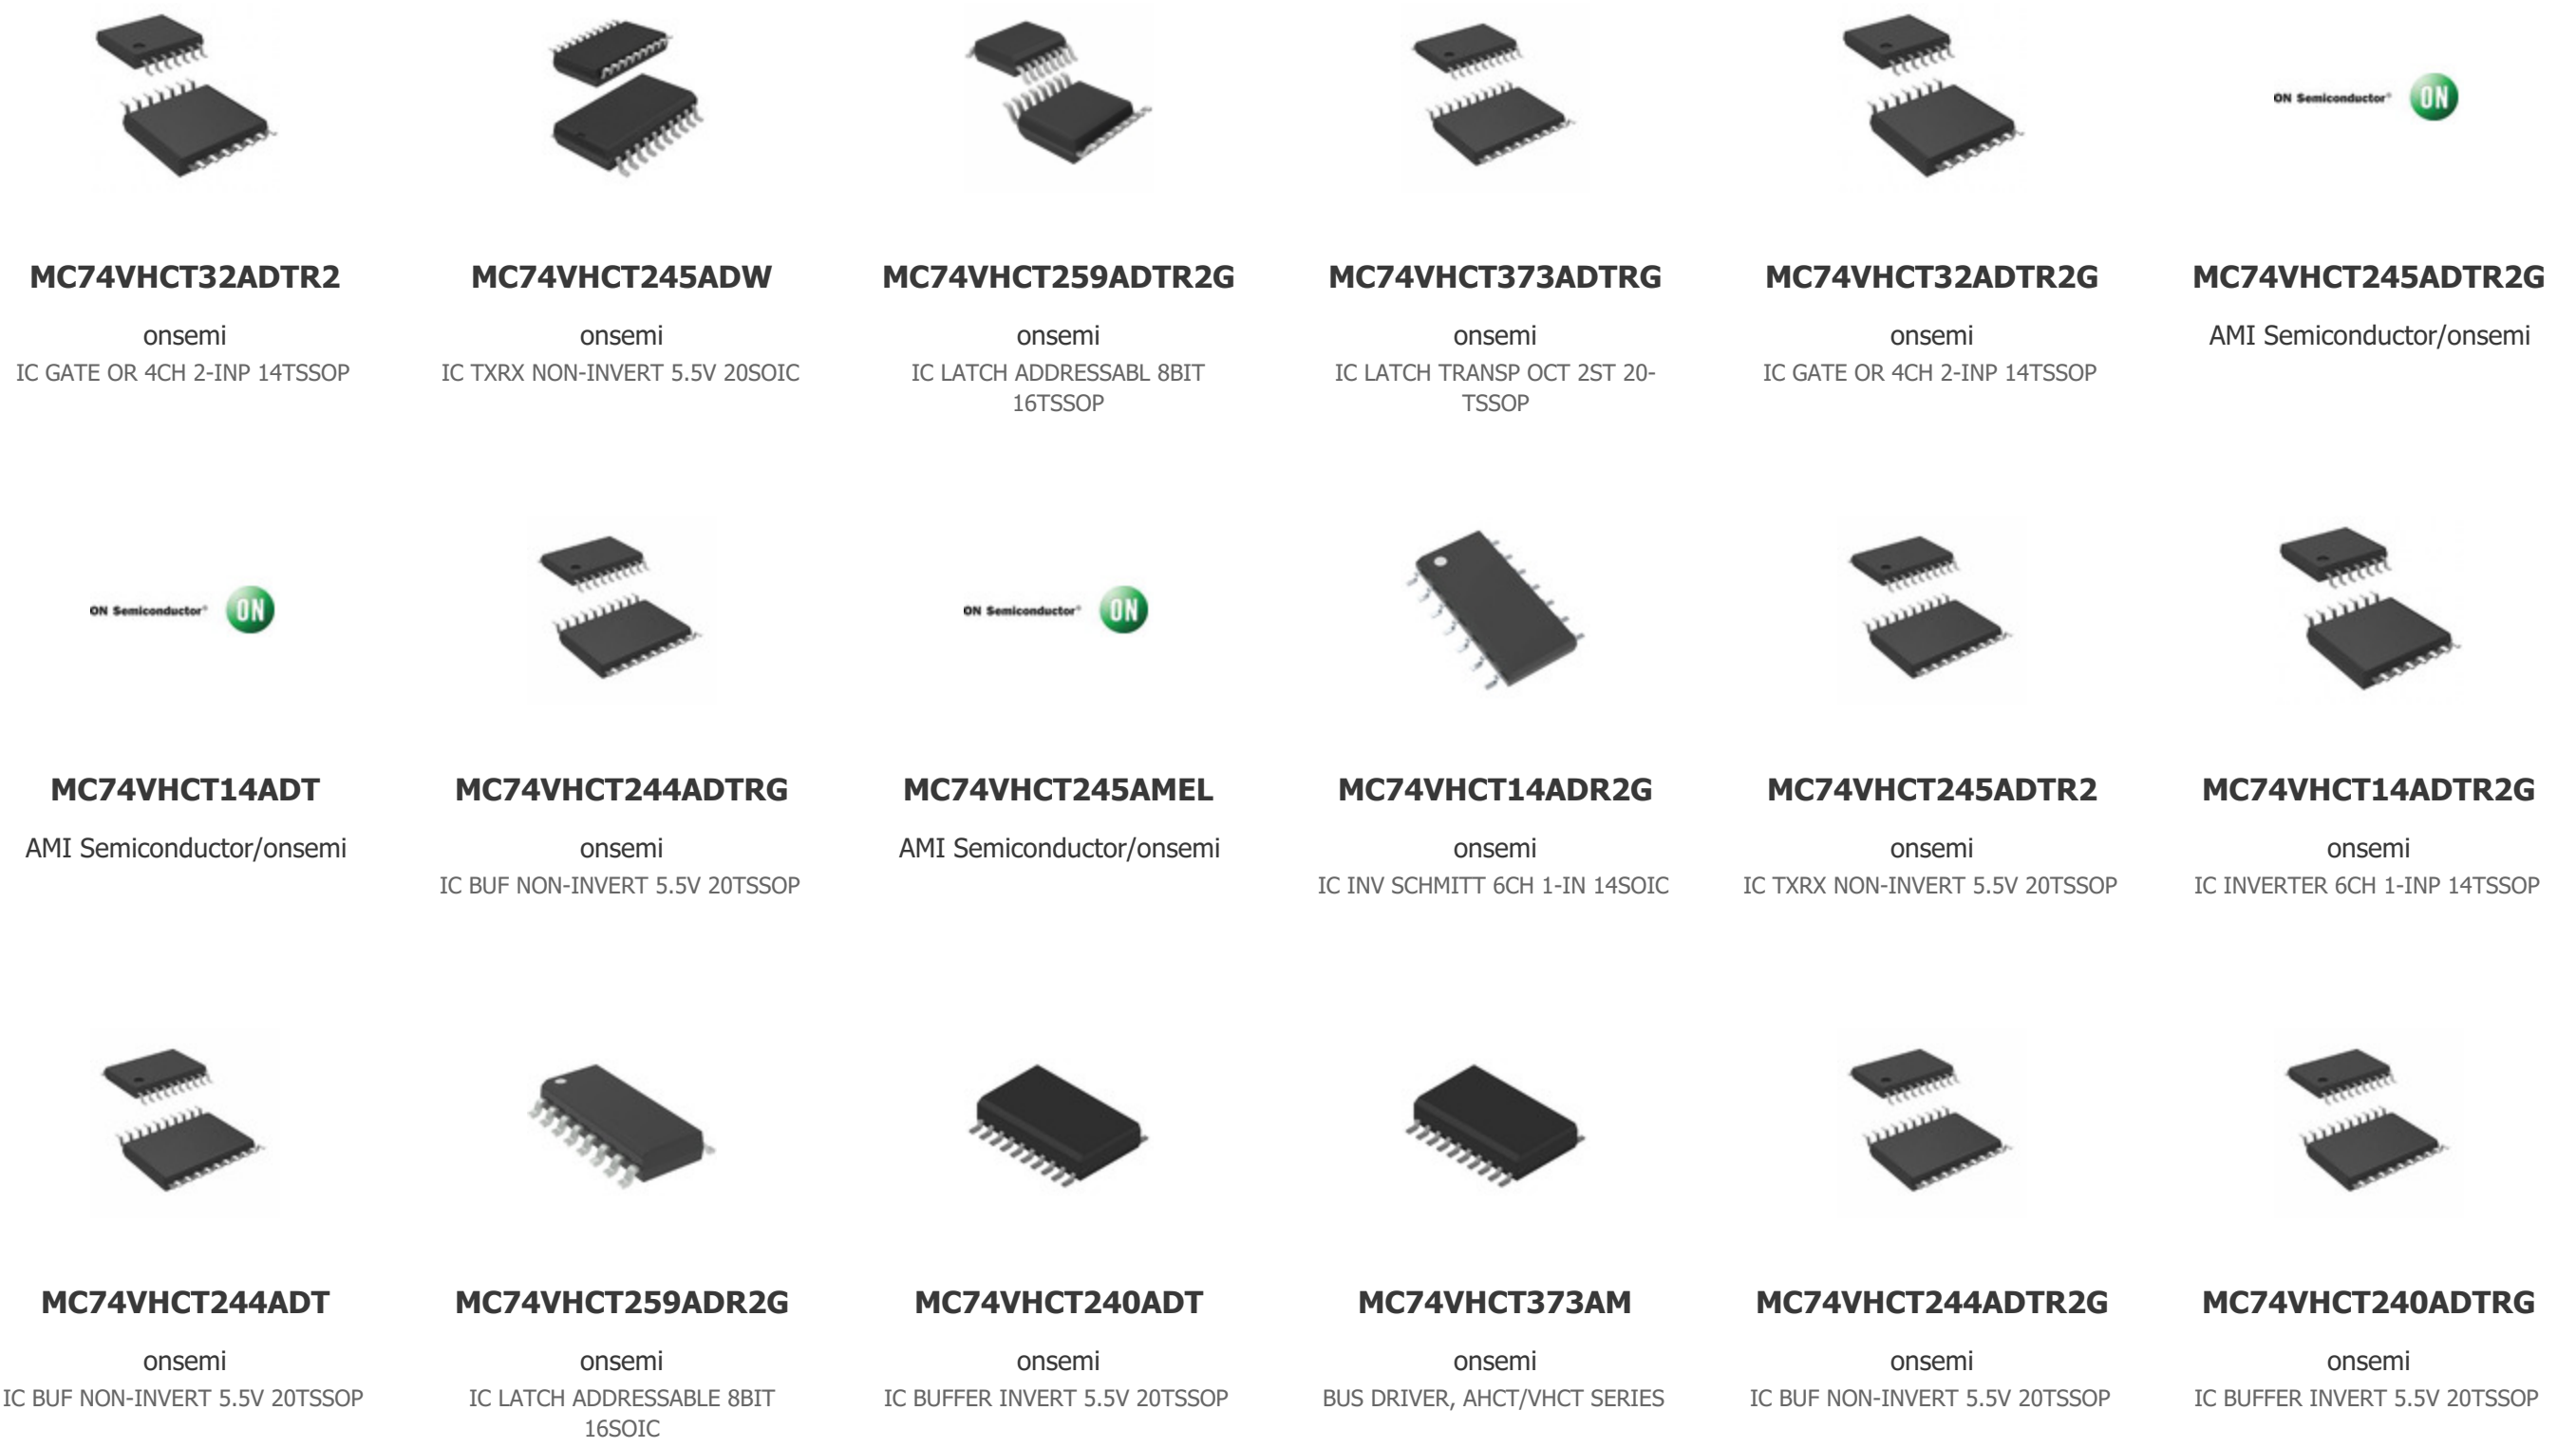 ON Semiconductor® ON
MC74VHCT32ADTR2
MC74VHCT245ADW
MC74VHCT259ADTR2G
MC74VHCT373ADTRG
MC74VHCT32ADTR2G
MC74VHCT245ADTR2G
onsemi
onsemi
onsemi
onsemi
onsemi
AMI Semiconductor/onsemi
IC GATE OR 4CH 2-INP 14TSSOP
IC TXRX NON-INVERT 5.5V 20SOIC
IC LATCH ADDRESSABL 8BIT
16TSSOP
IC LATCH TRANSP OCT 2ST 20-
TSSOP
IC GATE OR 4CH 2-INP 14TSSOP
ON Semiconductor® ON
ON Semiconductor® ON
MC74VHCT14ADT
MC74VHCT244ADTRG
MC74VHCT245AMEL
MC74VHCT14ADR2G
MC74VHCT245ADTR2
MC74VHCT14ADTR2G
AMI Semiconductor/onsemi
onsemi
AMI Semiconductor/onsemi
onsemi
onsemi
onsemi
IC BUF NON-INVERT 5.5V 20TSSOP
IC INV SCHMITT 6CH 1-IN 14SOIC
IC TXRX NON-INVERT 5.5V 20TSSOP
IC INVERTER 6CH 1-INP 14TSSOP
MC74VHCT244ADT
MC74VHCT259ADR2G
MC74VHCT240ADT
MC74VHCT373AM
MC74VHCT244ADTR2G
MC74VHCT240ADTRG
onsemi
onsemi
onsemi
onsemi
onsemi
onsemi
IC BUF NON-INVERT 5.5V 20TSSOP
IC LATCH ADDRESSABLE 8BIT
16SOIC
IC BUFFER INVERT 5.5V 20TSSOP
BUS DRIVER, AHCT/VHCT SERIES
IC BUF NON-INVERT 5.5V 20TSSOP
IC BUFFER INVERT 5.5V 20TSSOP